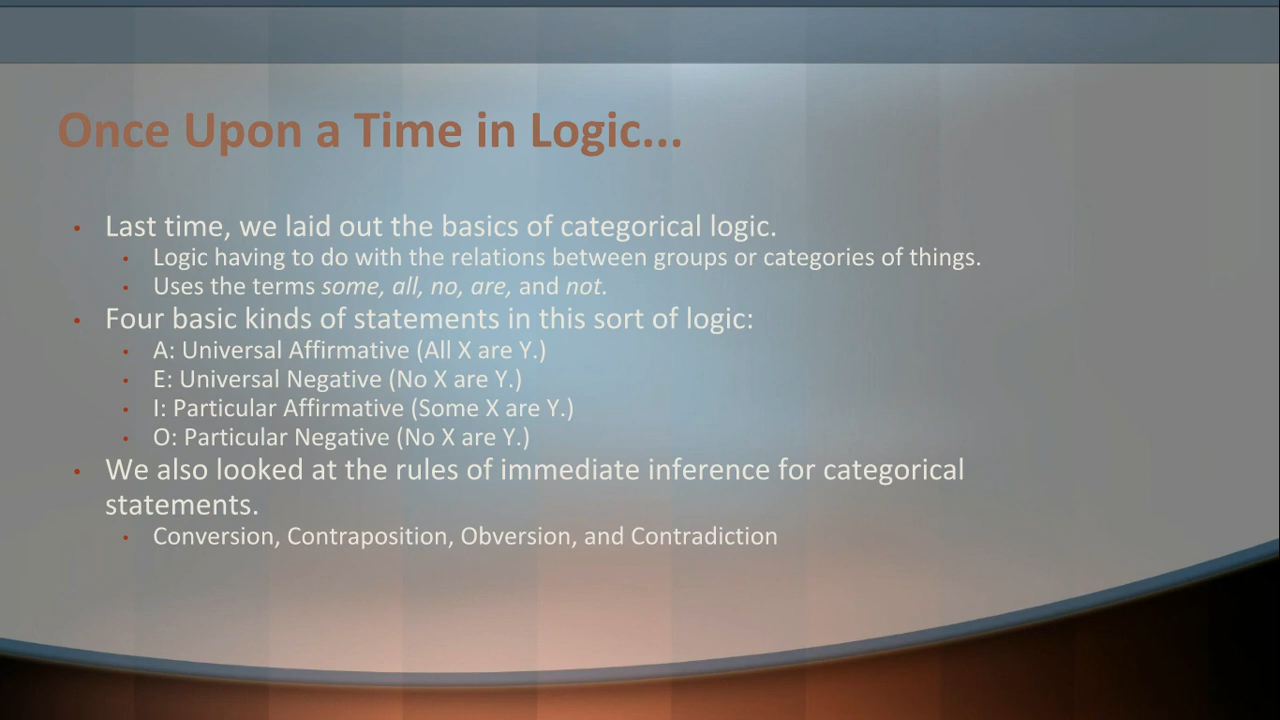 Once Upon a Time in Logic...
• Last time, we laid out the basics of categorical logic.
• Logic having to do with the relations between groups or categories of things.
• Uses the terms some, all, no, are, and not.
• Four basic kinds of statements in this sort of logic:
• A: Universal Affirmative (All X are Y.)
• E: Universal Negative (No X are Y.)
• I: Particular Affirmative (Some X are Y.)
• O: Particular Negative (No X are Y.)
• We also looked at the rules of immediate inference for categorical
statements.
• Conversion, Contraposition, Obversion, and Contradiction